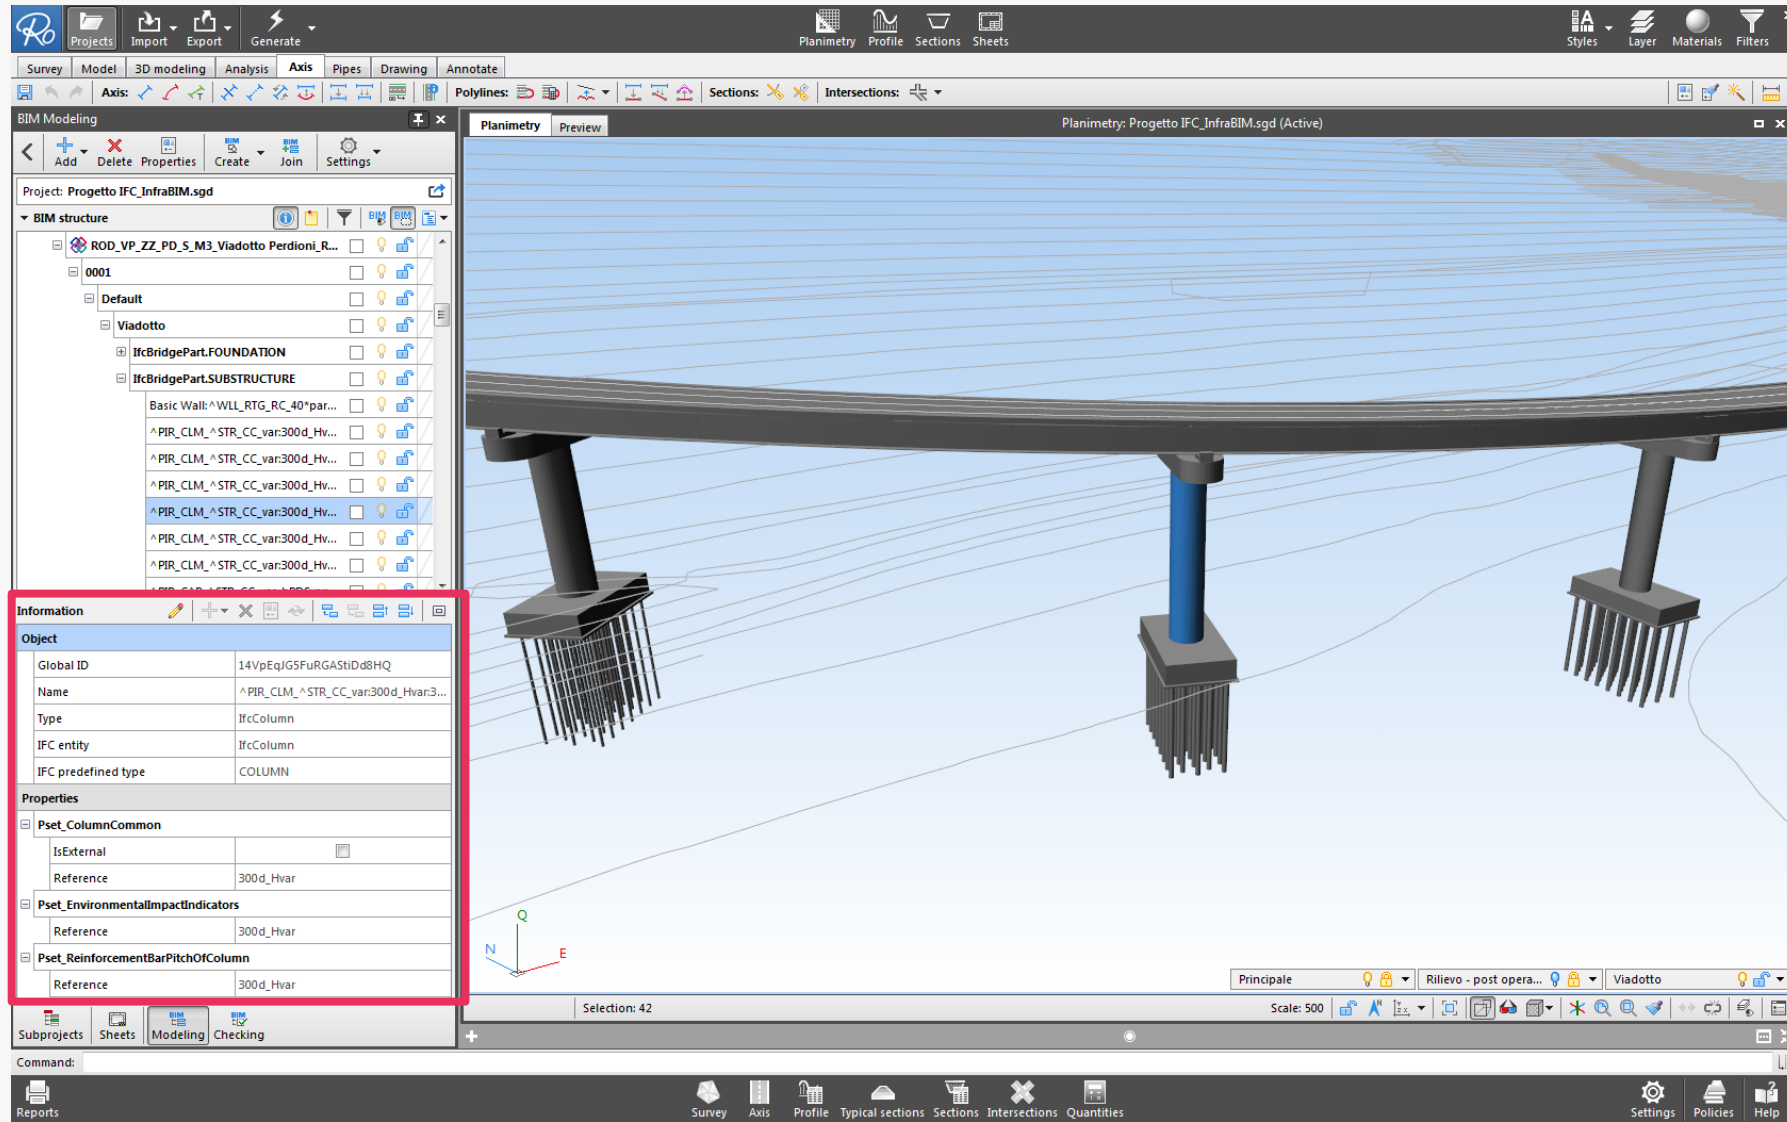 Ro
Projects
Import
Export
Generate
Planimetry
Profile
Sections
Sheets
Styles
Layer
Materials
Filters
Survey
Model
3D modeling
Analysis
Axis
Pipes
Drawing
Annotate
Axis:
Polylines:
Sections:
Intersections:
BIM Modeling
Add
Delete
Properties
Create
Join
Settings
Project: Progetto IFC_InfraBIM.sgd
BIM structure
ROD_VP_ZZ_PD_S_M3_Viadotto Perdioni_R...
0001
Default
Viadotto
IfcBridgePart.FOUNDATION
IfcBridgePart.SUBSTRUCTURE
Basic Wall:^WLL_RTG_RC_40*par...
^PIR_CLM_^STR_CC_var:300d_Hv...
^PIR_CLM_^STR_CC_var:300d_Hv...
^PIR_CLM_^STR_CC_var:300d_Hv...
^PIR_CLM_^STR_CC_var:300d_Hv...
^PIR_CLM_^STR_CC_var:300d_Hv...
^PIR_CLM_^STR_CC_var:300d_Hv...
Information
Object
Global ID 14VpEqJG5FuRGAStiDd8HQ
Name ^PIR_CLM_^STR_CC_var:300d_Hvar:3...
Type IfcColumn
IFC entity IfcColumn
IFC predefined type COLUMN
Properties
Pset_ColumnCommon
IsExternal
Reference 300d_Hvar
Pset_EnvironmentalImpactIndicators
Reference 300d_Hvar
Pset_ReinforcementBarPitchOfColumn
Reference 300d_Hvar
Subprojects
Sheets
Modeling
Checking
Planimetry
Preview
Planimetry: Progetto IFC_InfraBIM.sgd (Active)
Q
N
E
Principale
Rilievo - post opera...
Viadotto
Selection: 42
Scale: 500
Command:
Reports
Survey
Axis
Profile
Typical sections
Sections
Intersections
Quantities
Settings
Policies
Help